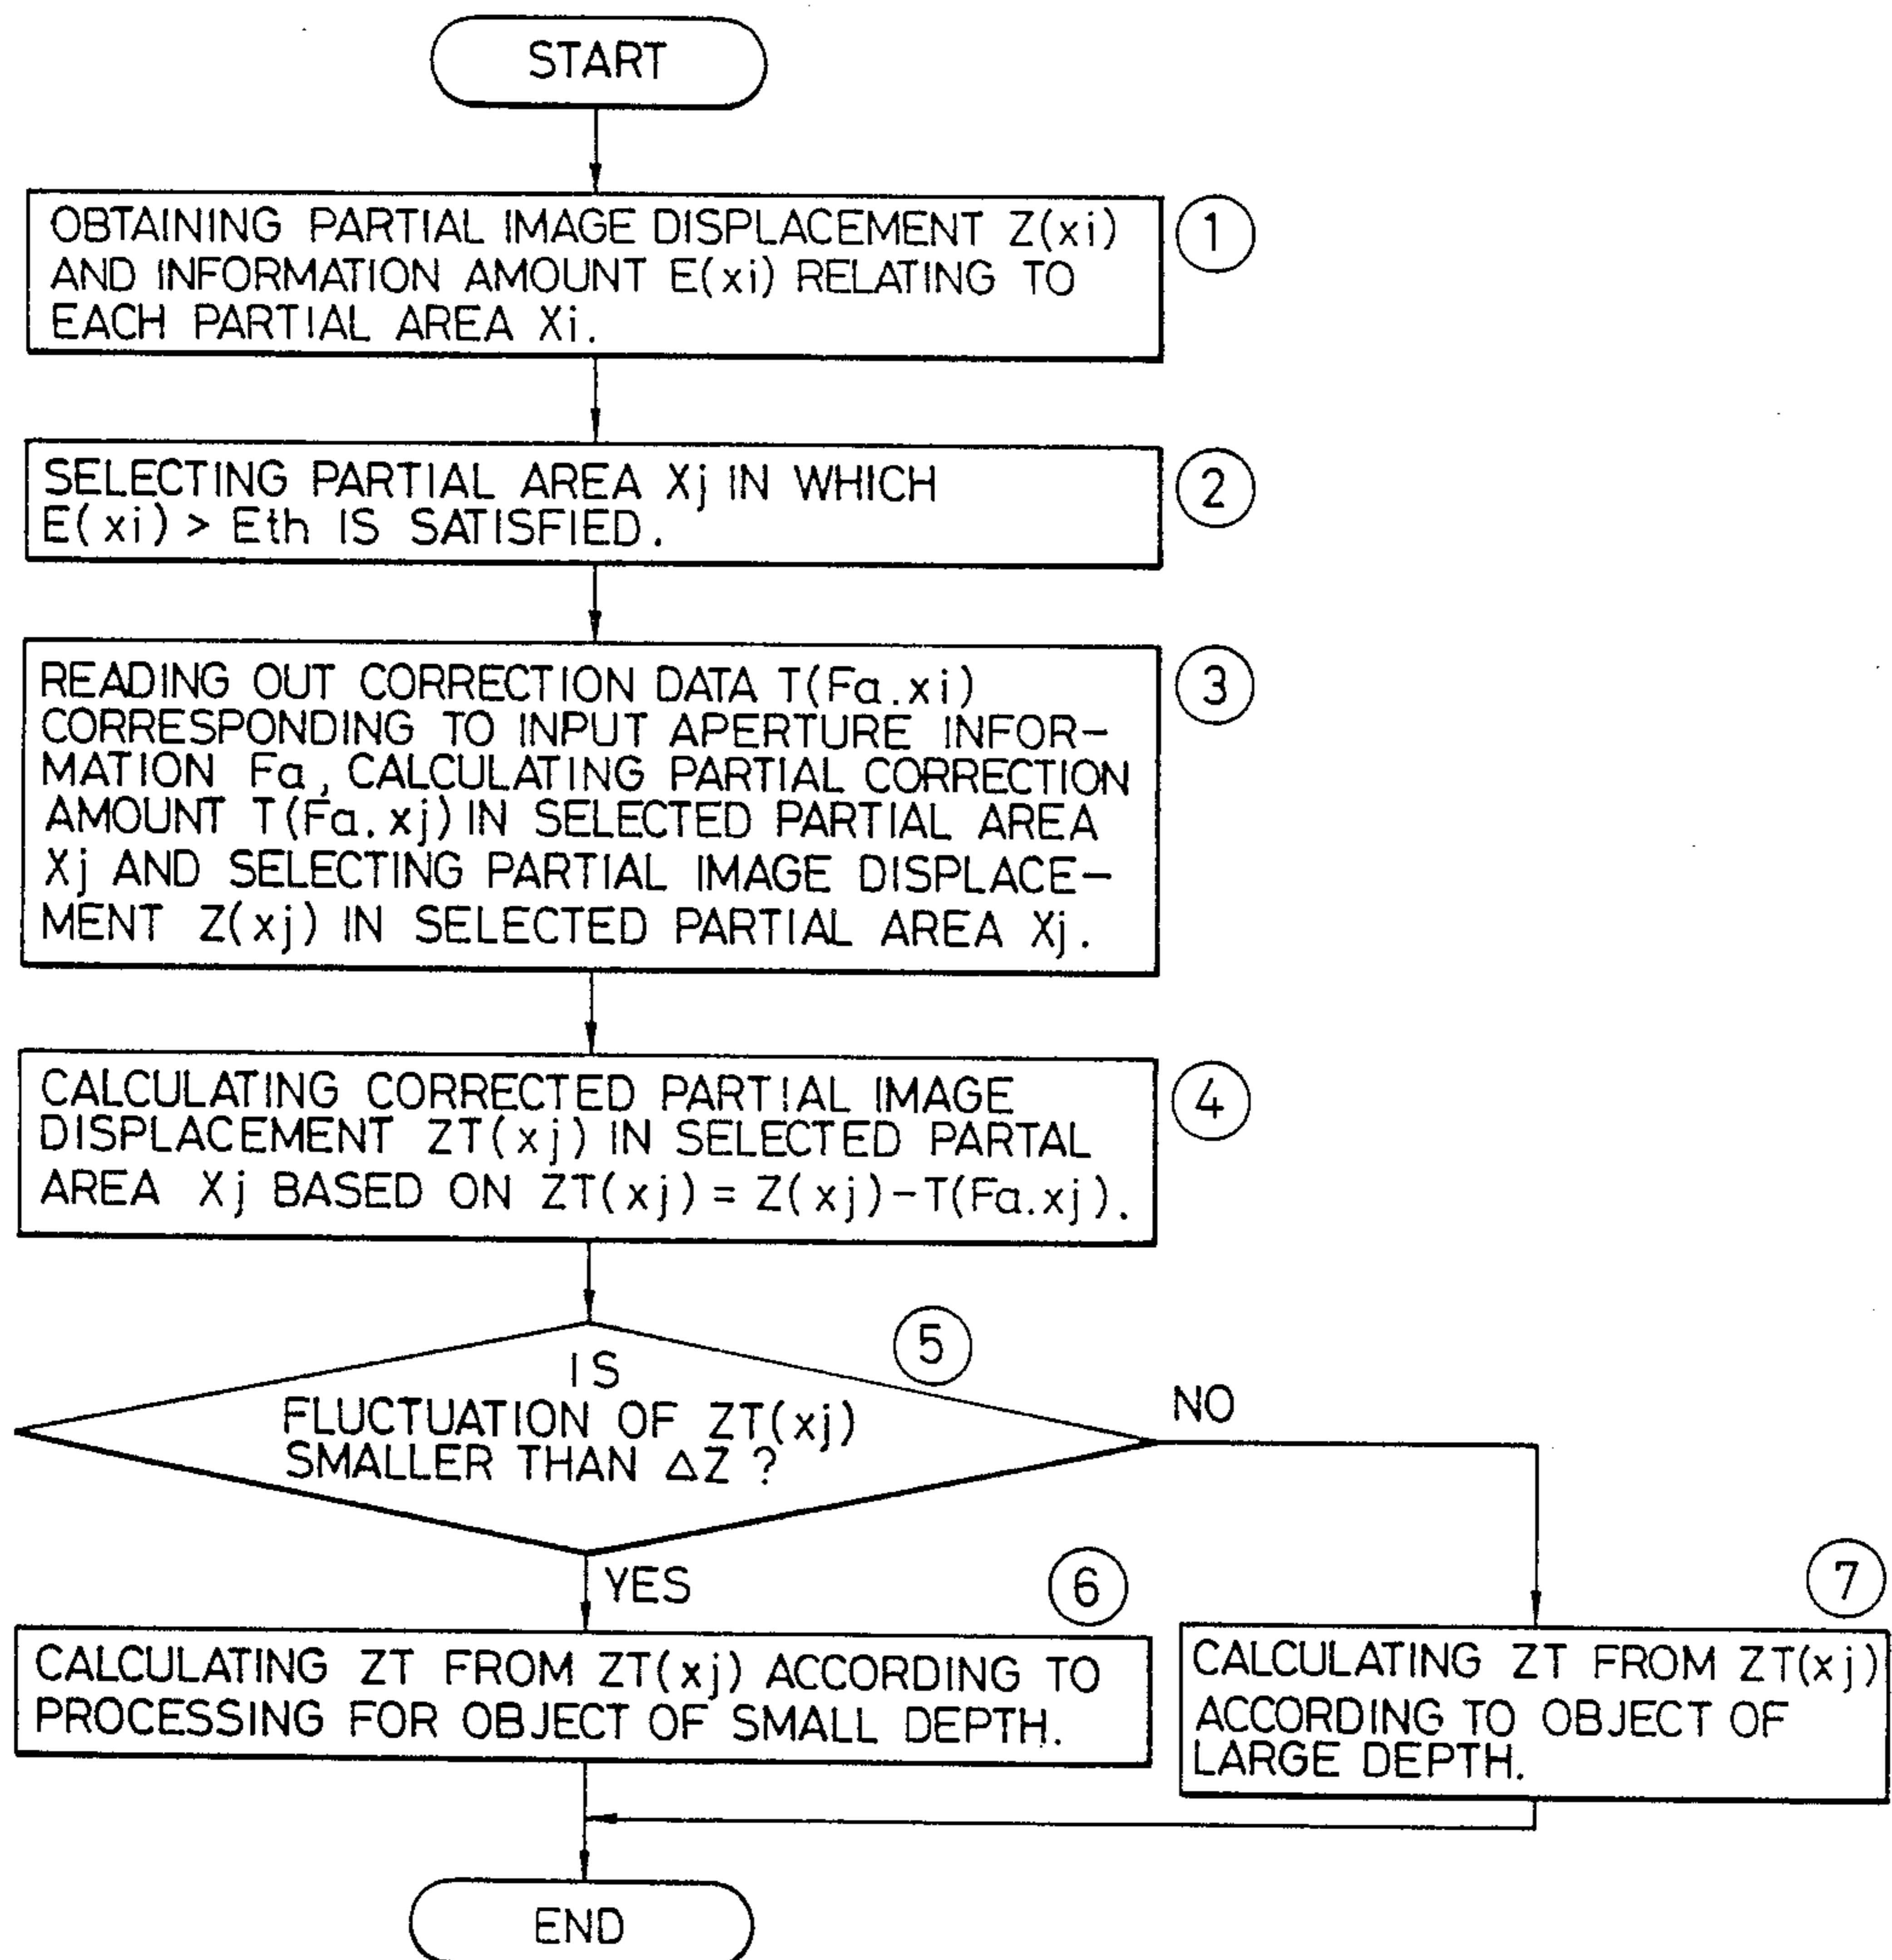 START
OBTAINING PARTIAL IMAGE DISPLACEMENT Z(xi)
AND INFORMATION AMOUNT E(xi) RELATING TO
EACH PARTIAL AREA Xi.
1
SELECTING PARTIAL AREA Xj IN WHICH
E(xi) > Eth IS SATISFIED.
2
READING OUT CORRECTION DATA T(Fa.xi)
CORRESPONDING TO INPUT APERTURE INFOR-
MATION Fa, CALCULATING PARTIAL CORRECTION
AMOUNT T(Fa.xj) IN SELECTED PARTIAL AREA
Xj AND SELECTING PARTIAL IMAGE DISPLACE-
MENT Z(xj) IN SELECTED PARTIAL AREA Xj.
3
CALCULATING CORRECTED PARTIAL IMAGE
DISPLACEMENT ZT(xj) IN SELECTED PARTAL
AREA Xj BASED ON ZT(xj) = Z(xj)-T(Fa.xj).
4
5
IS
FLUCTUATION OF ZT(xj)
SMALLER THAN ΔZ ?
NO
YES
6
CALCULATING ZT FROM ZT(xj) ACCORDING TO
PROCESSING FOR OBJECT OF SMALL DEPTH.
7
CALCULATING ZT FROM ZT(xj)
ACCORDING TO OBJECT OF
LARGE DEPTH.
END